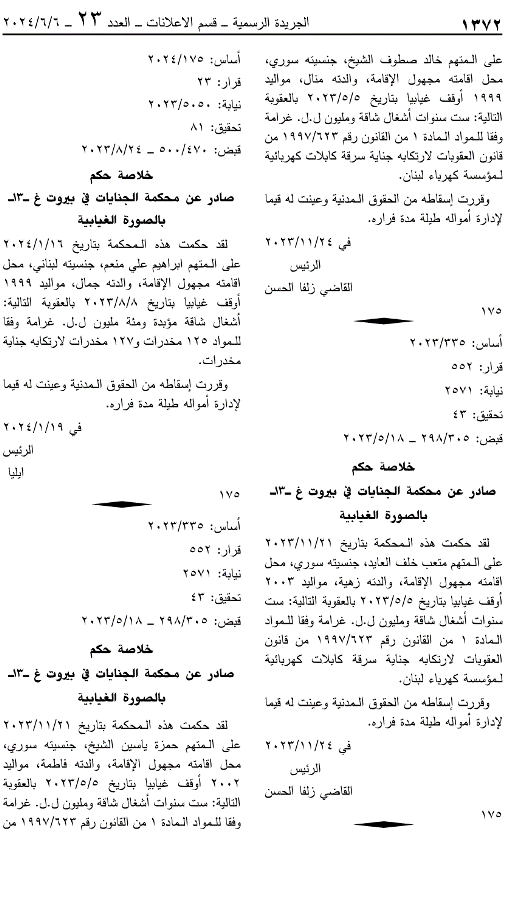 ١٣٧٢
الجريدة الرسمية ــ قسم الاعلانات ــ العدد ٢٣ ــ ٢٠٢٤/٦/٦
على المتهم خالد صطوف الشيخ، جنسيته سوري،
محل اقامته مجهول الإقامة، والدته منال، مواليد
١٩٩٩ أوقف غيابيا بتاريخ ٢٠٢٣/٥/٥ بالعقوبة
التالية: ست سنوات أشغال شاقة ومليون ل.ل. غرامة
وفقا للمواد المادة ١ من القانون رقم ١٩٩٧/٦٢٣ من
قانون العقوبات لارتكابه جناية سرقة كابلات كهربائية
لمؤسسة كهرباء لبنان.
وقررت إسقاطه من الحقوق المدنية وعينت له قيما
لإدارة أمواله طيلة مدة فراره.
في ٢٠٢٣/١١/٢٤
الرئيس
القاضي زلفا الحسن
١٧٥
أساس: ٢٠٢٣/٣٣٥
قرار: ٥٥٢
نيابة: ٢٥٧١
تحقيق: ٤٣
قبض: ٢٩٨/٣٠٥ ــ ٢٠٢٣/٥/١٨
خلاصة حكم
صادر عن محكمة الجنايات في بيروت غ ــ١٣ــ
بالصورة الغيابية
لقد حكمت هذه المحكمة بتاريخ ٢٠٢٣/١١/٢١
على المتهم متعب خلف العايد، جنسيته سوري، محل
اقامته مجهول الإقامة، والدته زهية، مواليد ٢٠٠٣
أوقف غيابيا بتاريخ ٢٠٢٣/٥/٥ بالعقوبة التالية: ست
سنوات أشغال شاقة ومليون ل.ل. غرامة وفقا للمواد
المادة ١ من القانون رقم ١٩٩٧/٦٢٣ من قانون
العقوبات لارتكابه جناية سرقة كابلات كهربائية
لمؤسسة كهرباء لبنان.
وقررت إسقاطه من الحقوق المدنية وعينت له قيما
لإدارة أمواله طيلة مدة فراره.
في ٢٠٢٣/١١/٢٤
الرئيس
القاضي زلفا الحسن
١٧٥
أساس: ٢٠٢٤/١٧٥
قرار: ٢٣
نيابة: ٢٠٢٣/٥٠٥٠
تحقيق: ٨١
قبض: ٥٠٠/٤٧٠ ــ ٢٠٢٣/٨/٢٤
خلاصة حكم
صادر عن محكمة الجنايات في بيروت غ ــ١٣ــ
بالصورة الغيابية
لقد حكمت هذه المحكمة بتاريخ ٢٠٢٤/١/١٦
على المتهم ابراهيم علي منعم، جنسيته لبناني، محل
اقامته مجهول الإقامة، والدته جمال، مواليد ١٩٩٩
أوقف غيابيا بتاريخ ٢٠٢٣/٨/٨ بالعقوبة التالية:
أشغال شاقة مؤبدة ومئة مليون ل.ل. غرامة وفقا
للمواد ١٢٥ مخدرات و١٢٧ مخدرات لارتكابه جناية
مخدرات.
وقررت إسقاطه من الحقوق المدنية وعينت له قيما
لإدارة أمواله طيلة مدة فراره.
في ٢٠٢٤/١/١٩
الرئيس
ايليا
١٧٥
أساس: ٢٠٢٣/٣٣٥
قرار: ٥٥٢
نيابة: ٢٥٧١
تحقيق: ٤٣
قبض: ٢٩٨/٣٠٥ ــ ٢٠٢٣/٥/١٨
خلاصة حكم
صادر عن محكمة الجنايات في بيروت غ ــ١٣ــ
بالصورة الغيابية
لقد حكمت هذه المحكمة بتاريخ ٢٠٢٣/١١/٢١
على المتهم حمزة ياسين الشيخ، جنسيته سوري،
محل اقامته مجهول الإقامة، والدته فاطمة، مواليد
٢٠٠٢ أوقف غيابيا بتاريخ ٢٠٢٣/٥/٥ بالعقوبة
التالية: ست سنوات أشغال شاقة ومليون ل.ل. غرامة
وفقا للمواد المادة ١ من القانون رقم ١٩٩٧/٦٢٣ من